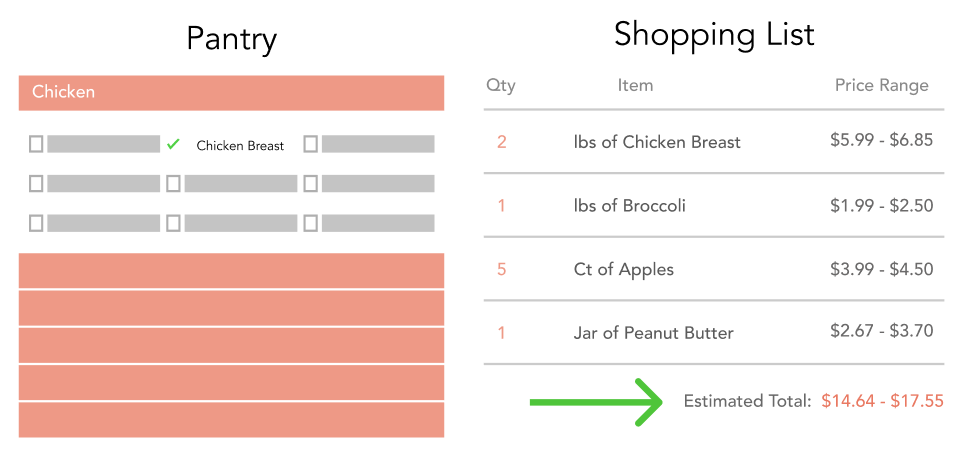 Pantry
Chicken
Chicken Breast
Shopping List
Qty Item Price Range
2 lbs of Chicken Breast $5.99 - $6.85
1 lbs of Broccoli $1.99 - $2.50
5 Ct of Apples $3.99 - $4.50
1 Jar of Peanut Butter $2.67 - $3.70
Estimated Total: $14.64 - $17.55